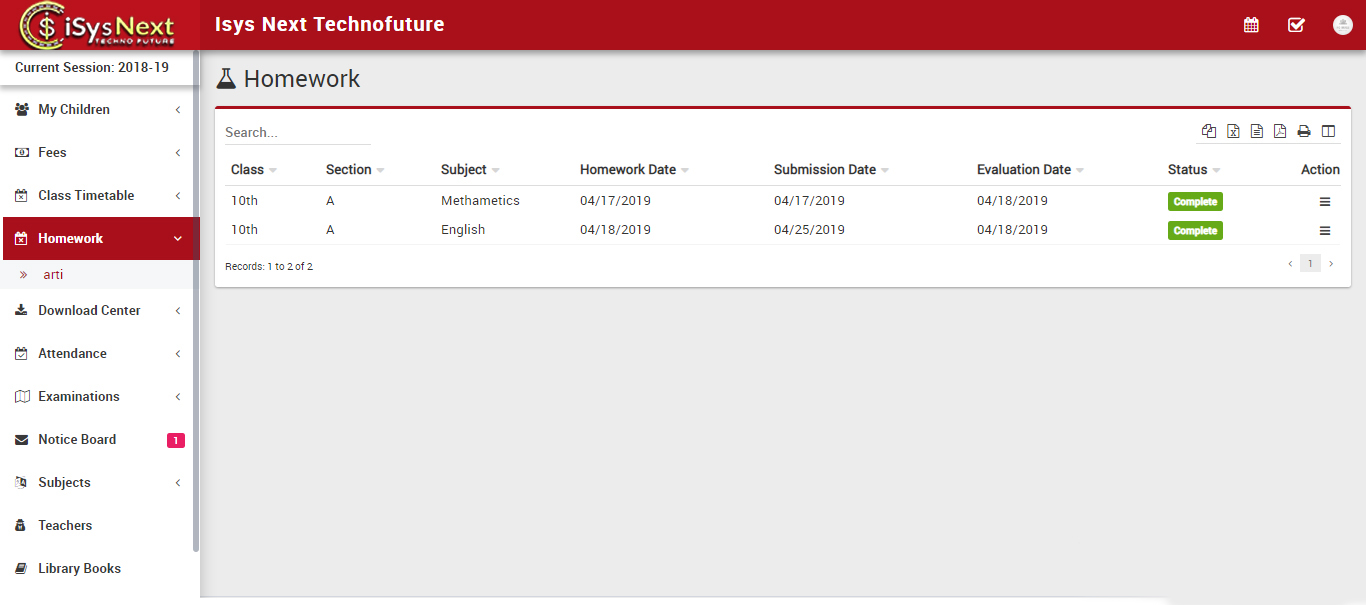 iSysNext
TECHNO FUTURE
Isys Next Technofuture
Current Session: 2018-19
My Children
Fees
Class Timetable
Homework
arti
Download Center
Attendance
Examinations
Notice Board 1
Subjects
Teachers
Library Books
Homework
Search...
Class Section Subject Homework Date Submission Date Evaluation Date Status Action
10th A Methametics 04/17/2019 04/17/2019 04/18/2019 Complete
10th A English 04/18/2019 04/25/2019 04/18/2019 Complete
Records: 1 to 2 of 2
1